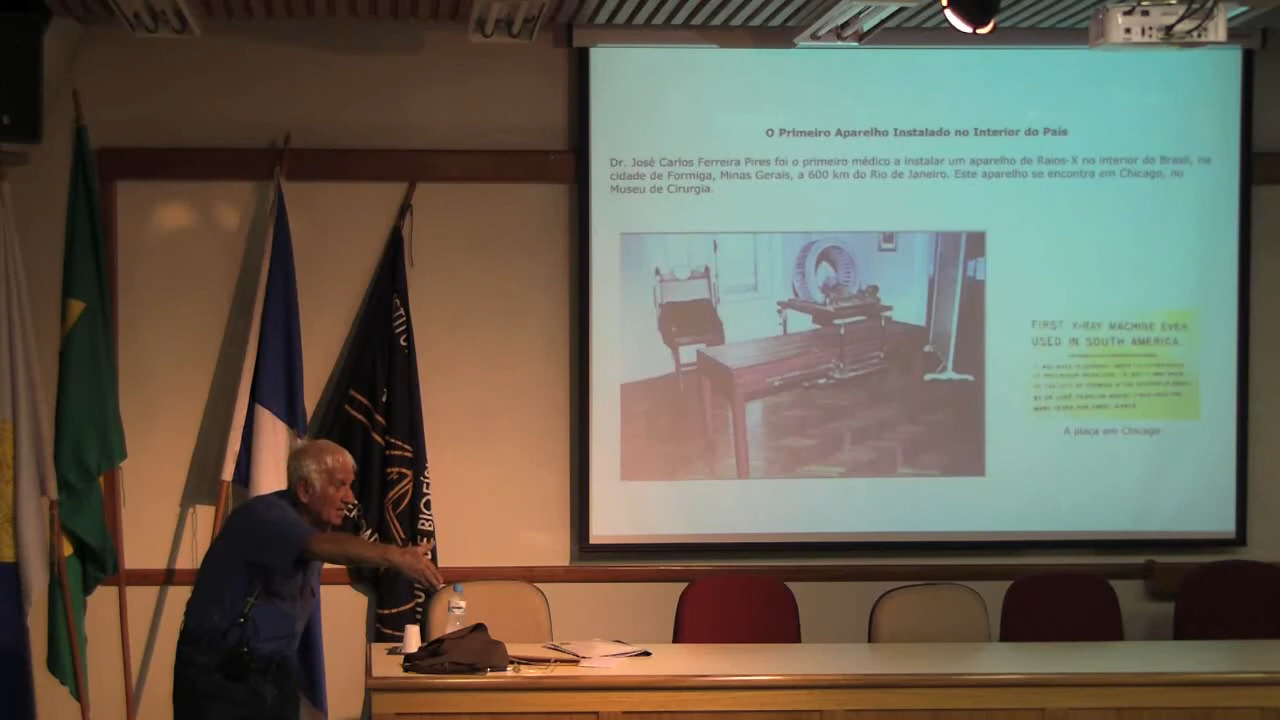 O Primeiro Aparelho Instalado no Interior do País
Dr. José Carlos Ferreira Pires foi o primeiro médico a instalar um aparelho de Raios-X no interior do Brasil, na
cidade de Formiga, Minas Gerais, a 600 km do Rio de Janeiro. Este aparelho se encontra em Chicago, no
Museu de Cirurgia.
FIRST X-RAY MACHINE EVER
USED IN SOUTH AMERICA
A placa em Chicago
DE BIOFÍS